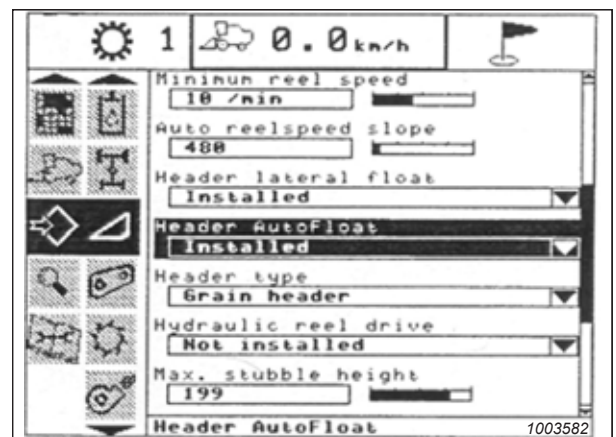 1 0.0km/h
Minimum reel speed
10 /min
Auto reelspeed slope
480
Header lateral float
Installed
Header AutoFloat
Installed
Header type
Grain header
Hydraulic reel drive
Not installed
Max. stubble height
199
Header AutoFloat
1003582